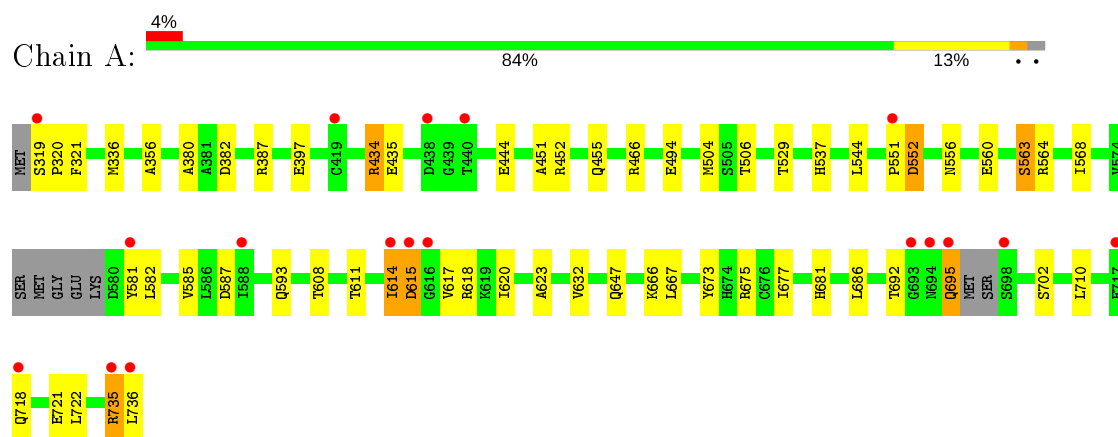 4%
Chain A:
84%
13%
MET S319 P320 F321 M336 A356 A380 A381 D382 R387 E397 C419 R434 E435 D438 G439 T440 E444 A451 R452 Q455 R466 E494 M504 S505 T506 T529 H537 L544 P551 D552 N556 E560 S563 R564 I568 V574
SER MET GLY GLU LYS D580 Y581 L582 V585 L586 D587 I588 Q593 T608 T611 I614 D615 G616 V617 R618 K619 I620 A623 V632 Q647 K666 L667 Y673 H674 R675 C676 I677 H681 L686 T692 G693 N694 Q695 MET SER S698 S702 L710 E717
Q718 E721 L722 R735 L736